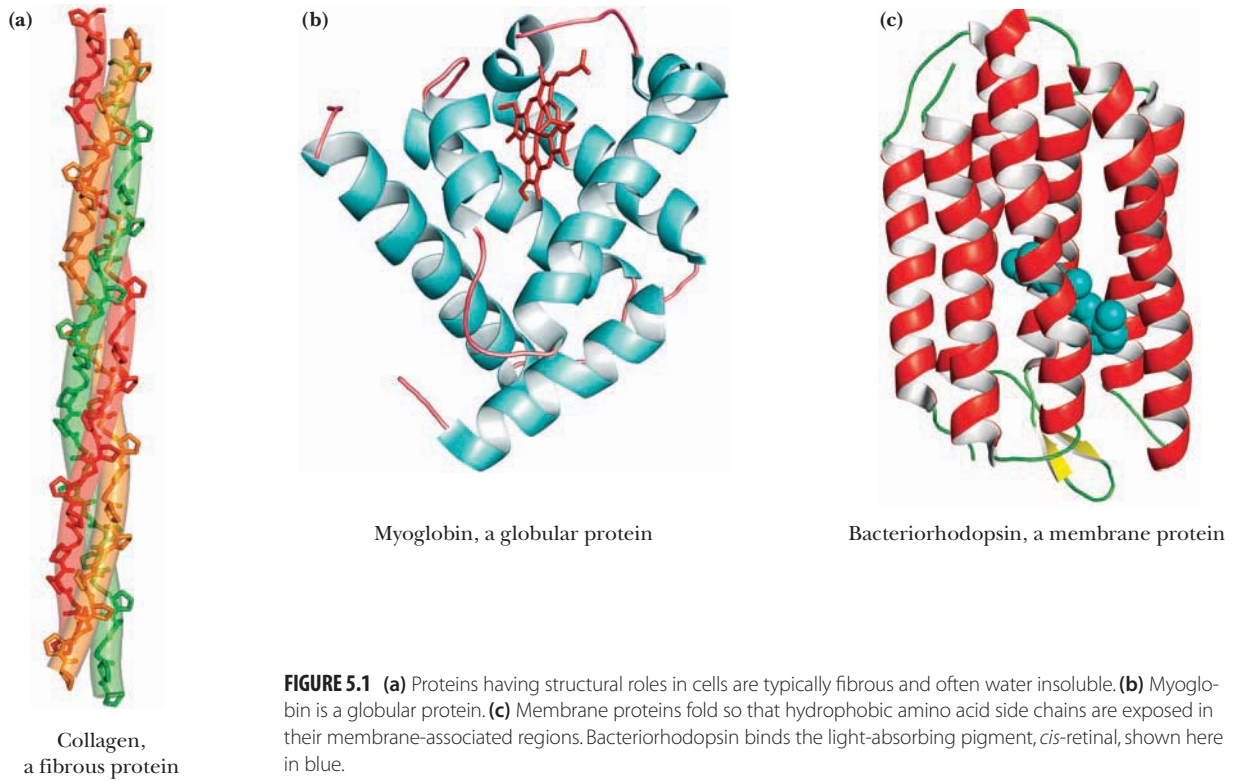 (a)
(b)
(c)
Collagen,
a fibrous protein
Myoglobin, a globular protein
Bacteriorhodopsin, a membrane protein
FIGURE 5.1 (a) Proteins having structural roles in cells are typically fibrous and often water insoluble. (b) Myoglo-
bin is a globular protein. (c) Membrane proteins fold so that hydrophobic amino acid side chains are exposed in
their membrane-associated regions. Bacteriorhodopsin binds the light-absorbing pigment, cis-retinal, shown here
in blue.